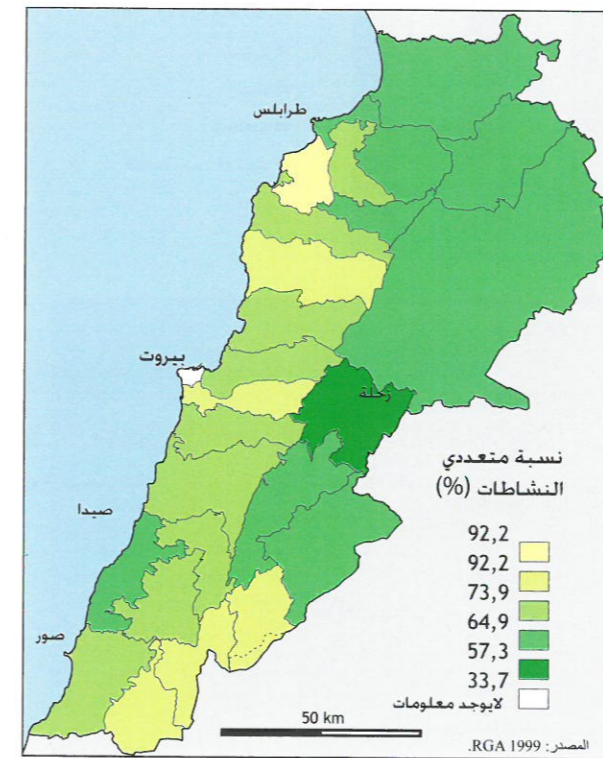 طرابلس
بيروت
زحلة
صيدا
صور
نسبة متعددي
النشاطات (%)
92,2
92,2
73,9
64,9
57,3
33,7
لايوجد معلومات
50 km
المصدر: RGA 1999.